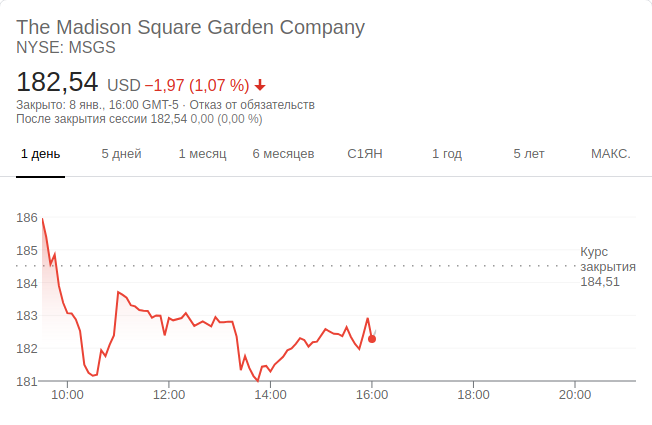 The Madison Square Garden Company
NYSE: MSGS
182,54 USD −1,97 (1,07 %)
Закрыто: 8 янв., 16:00 GMT-5 · Отказ от обязательств
После закрытия сессии 182,54 0,00 (0,00 %)
1 день 5 дней 1 месяц 6 месяцев С1ЯН 1 год 5 лет МАКС.
186
185
184
183
182
181
Курс
закрытия
184,51
10:00 12:00 14:00 16:00 18:00 20:00